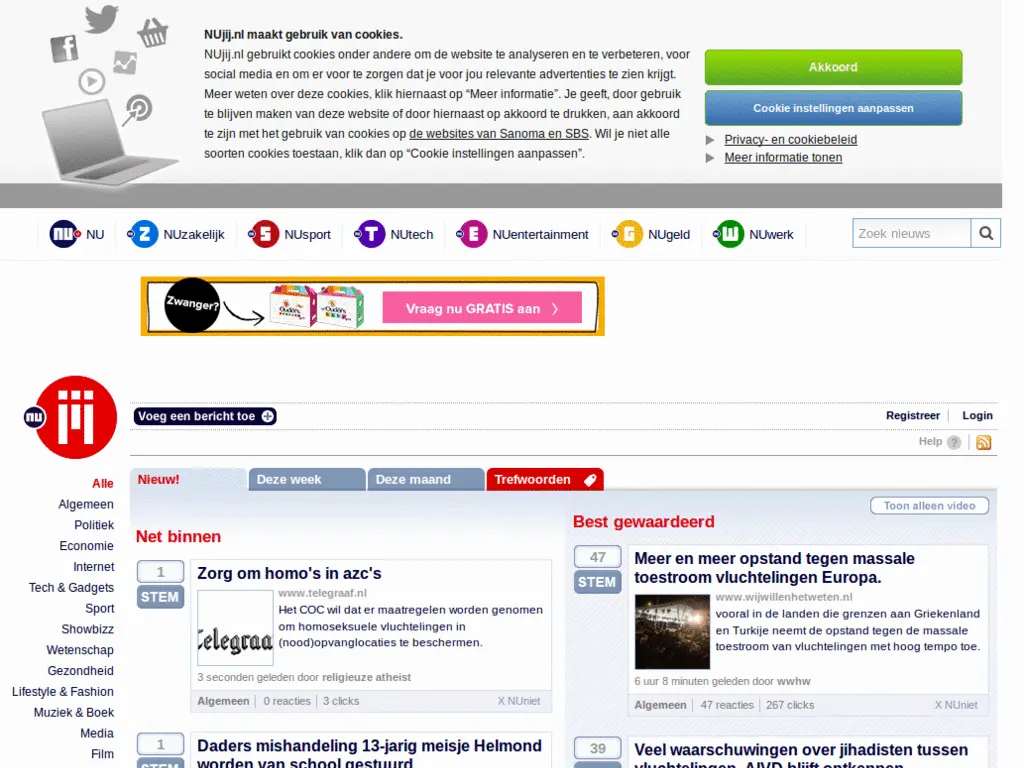 NUjij.nl maakt gebruik van cookies.
NUjij.nl gebruikt cookies onder andere om de website te analyseren en te verbeteren, voor
social media en om er voor te zorgen dat je voor jou relevante advertenties te zien krijgt.
Meer weten over deze cookies, klik hiernaast op “Meer informatie”. Je geeft, door gebruik
te blijven maken van deze website of door hiernaast op akkoord te drukken, aan akkoord
te zijn met het gebruik van cookies op de websites van Sanoma en SBS. Wil je niet alle
soorten cookies toestaan, klik dan op “Cookie instellingen aanpassen”.
Akkoord
Cookie instellingen aanpassen
Privacy- en cookiebeleid
Meer informatie tonen
NU NU
Z NUzakelijk
S NUsport
T NUtech
E NUentertainment
G NUgeld
W NUwerk
Zoek nieuws
Zwanger?
Vraag nu GRATIS aan
nu jij
Voeg een bericht toe
Registreer
Login
Help ?
Alle
Algemeen
Politiek
Economie
Internet
Tech & Gadgets
Sport
Showbizz
Wetenschap
Gezondheid
Lifestyle & Fashion
Muziek & Boek
Media
Film
Nieuw!
Deze week
Deze maand
Trefwoorden
Toon alleen video
Net binnen
1
STEM
Zorg om homo's in azc's
www.telegraaf.nl
Telegraa
Het COC wil dat er maatregelen worden genomen
om homoseksuele vluchtelingen in
(nood)opvanglocaties te beschermen.
3 seconden geleden door religieuze atheist
Algemeen 0 reacties 3 clicks
X NUniet
1
STEM
Daders mishandeling 13-jarig meisje Helmond
worden van school gestuurd
Best gewaardeerd
47
STEM
Meer en meer opstand tegen massale
toestroom vluchtelingen Europa.
www.wijwillenhetweten.nl
vooral in de landen die grenzen aan Griekenland
en Turkije neemt de opstand tegen de massale
toestroom van vluchtelingen met hoog tempo toe.
6 uur 8 minuten geleden door wwhw
Algemeen 47 reacties 267 clicks
X NUniet
39
Veel waarschuwingen over jihadisten tussen
vluchtelingen, AIVD blijft ontkennen